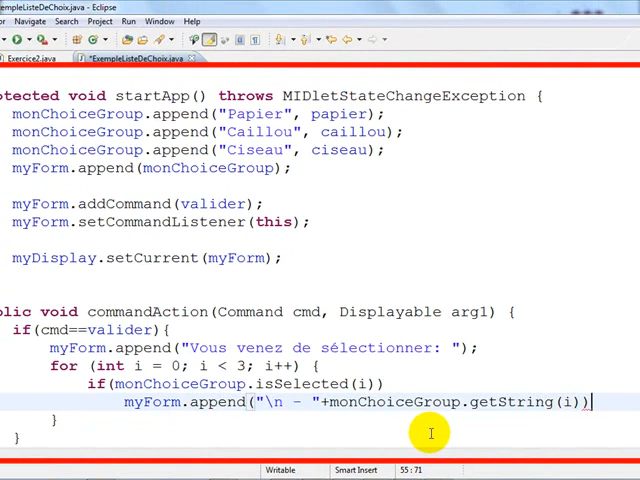 ExempleListeDeChoix.java - Eclipse
Navigate Search Project Run Window Help
Exercice2.java *ExempleListeDeChoix.java
otected void startApp() throws MIDletStateChangeException {
monChoiceGroup.append("Papier", papier);
monChoiceGroup.append("Caillou", caillou);
monChoiceGroup.append("Ciseau", ciseau);
myForm.append(monChoiceGroup);
myForm.addCommand(valider);
myForm.setCommandListener(this);
myDisplay.setCurrent(myForm);
blic void commandAction(Command cmd, Displayable arg1) {
if(cmd==valider){
myForm.append("Vous venez de sélectionner: ");
for (int i = 0; i < 3; i++) {
if(monChoiceGroup.isSelected(i))
myForm.append("\n - "+monChoiceGroup.getString(i))
}
}
Writable Smart Insert 55 : 71